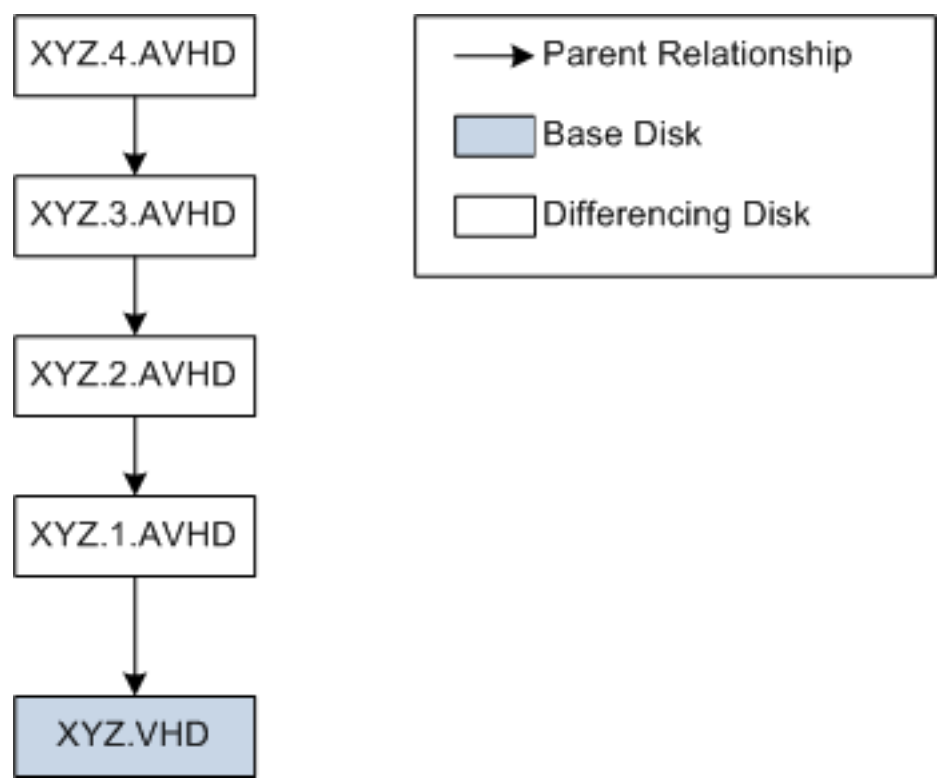 XYZ.4.AVHD
XYZ.3.AVHD
XYZ.2.AVHD
XYZ.1.AVHD
XYZ.VHD
Parent Relationship
Base Disk
Differencing Disk